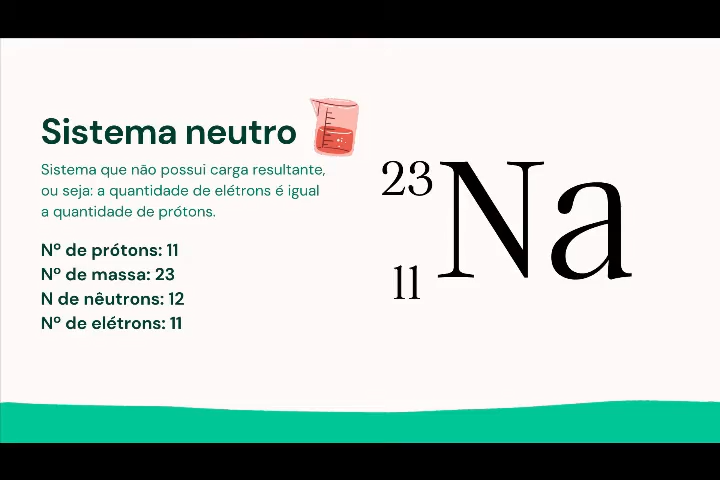 Sistema neutro
Sistema que não possui carga resultante,
ou seja: a quantidade de elétrons é igual
a quantidade de prótons.
Nº de prótons: 11
Nº de massa: 23
N de nêutrons: 12
Nº de elétrons: 11
23
Na
11